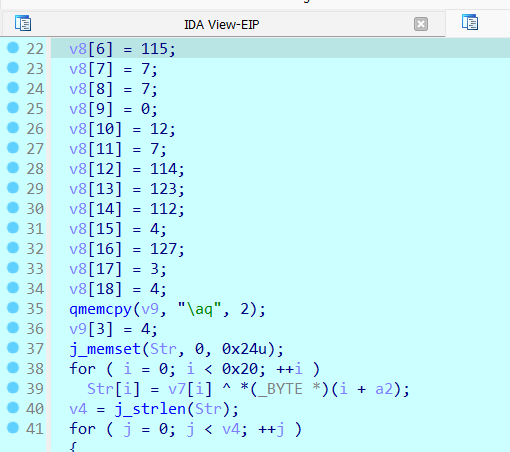 IDA View-EIP
22 v8[6] = 115;
23 v8[7] = 7;
24 v8[8] = 7;
25 v8[9] = 0;
26 v8[10] = 12;
27 v8[11] = 7;
28 v8[12] = 114;
29 v8[13] = 123;
30 v8[14] = 112;
31 v8[15] = 4;
32 v8[16] = 127;
33 v8[17] = 3;
34 v8[18] = 4;
35 qmemcpy(v9, "\aq", 2);
36 v9[3] = 4;
37 j_memset(Str, 0, 0x24u);
38 for ( i = 0; i < 0x20; ++i )
39 Str[i] = v7[i] ^ *(_BYTE *)(i + a2);
40 v4 = j_strlen(Str);
41 for ( j = 0; j < v4; ++j )
{